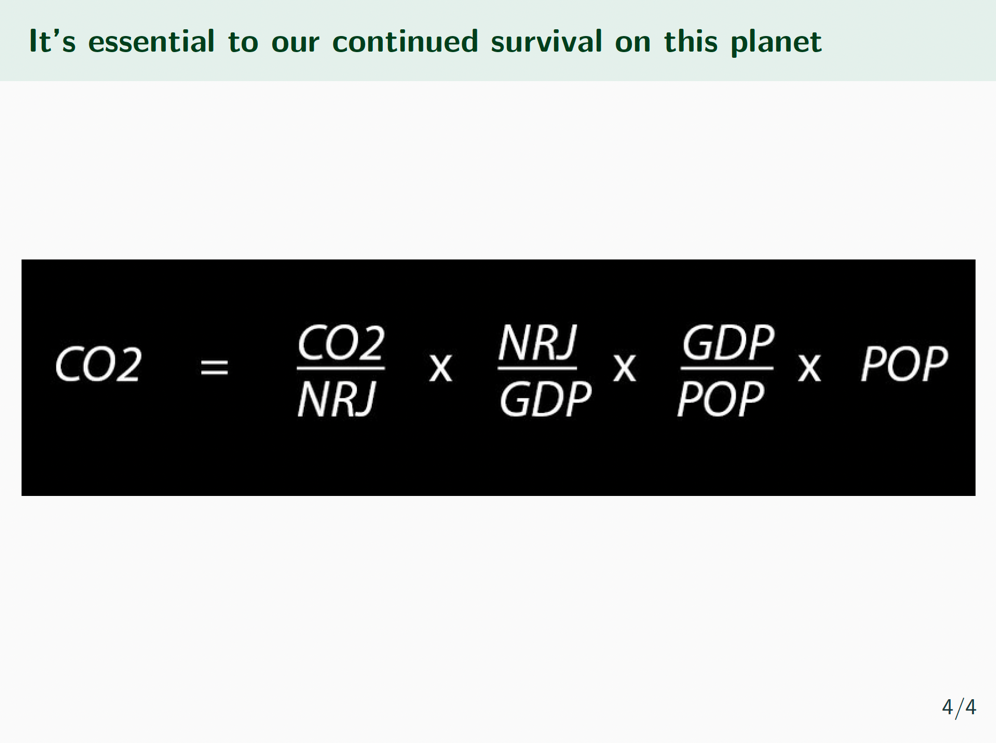 It's essential to our continued survival on this planet
CO2 = CO2/NRJ x NRJ/GDP x GDP/POP x POP
4/4